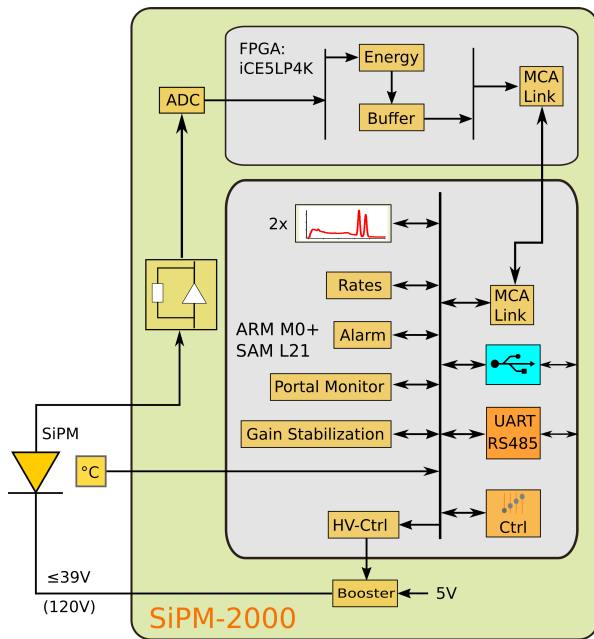 FPGA:
iCE5LP4K
Energy
MCA
Link
ADC
Buffer
2x
Rates
MCA
Link
ARM M0+
SAM L21
Alarm
Portal Monitor
UART
RS485
Gain Stabilization
SiPM
°C
HV-Ctrl
Ctrl
≤39V
(120V)
Booster
5V
SiPM-2000